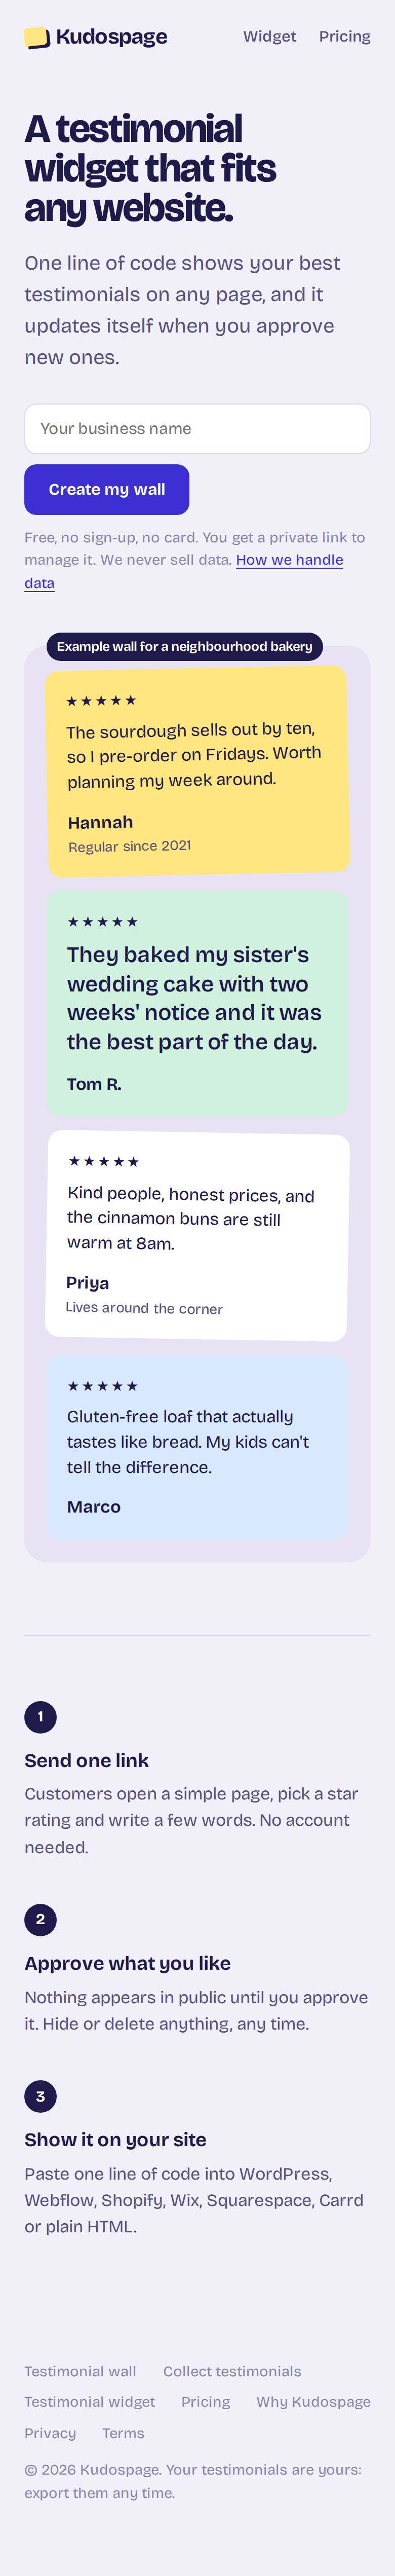 Kudospage
Widget Pricing
A testimonial
widget that fits
any website.
One line of code shows your best
testimonials on any page, and it
updates itself when you approve
new ones.
Your business name
Create my wall
Free, no sign-up, no card. You get a private link to
manage it. We never sell data. How we handle
data
Example wall for a neighbourhood bakery
★★★★★
The sourdough sells out by ten,
so I pre-order on Fridays. Worth
planning my week around.
Hannah
Regular since 2021
★★★★★
They baked my sister's
wedding cake with two
weeks' notice and it was
the best part of the day.
Tom R.
★★★★★
Kind people, honest prices, and
the cinnamon buns are still
warm at 8am.
Priya
Lives around the corner
★★★★★
Gluten-free loaf that actually
tastes like bread. My kids can't
tell the difference.
Marco
1
Send one link
Customers open a simple page, pick a star
rating and write a few words. No account
needed.
2
Approve what you like
Nothing appears in public until you approve
it. Hide or delete anything, any time.
3
Show it on your site
Paste one line of code into WordPress,
Webflow, Shopify, Wix, Squarespace, Carrd
or plain HTML.
Testimonial wall Collect testimonials
Testimonial widget Pricing Why Kudospage
Privacy Terms
© 2026 Kudospage. Your testimonials are yours:
export them any time.